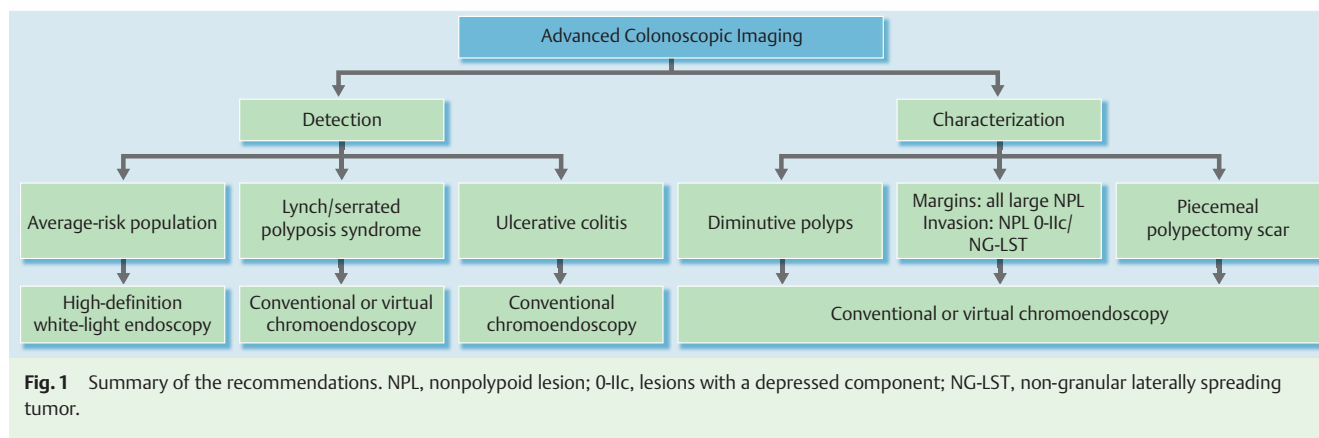 Advanced Colonoscopic Imaging
Detection
Characterization
Average-risk population
Lynch/serrated
polyposis syndrome
Ulcerative colitis
Diminutive polyps
Margins: all large NPL
Invasion: NPL 0-IIc/
NG-LST
Piecemeal
polypectomy scar
High-definition
white-light endoscopy
Conventional or virtual
chromoendoscopy
Conventional
chromoendoscopy
Conventional or virtual chromoendoscopy
Fig. 1 Summary of the recommendations. NPL, nonpolypoid lesion; 0-IIc, lesions with a depressed component; NG-LST, non-granular laterally spreading
tumor.